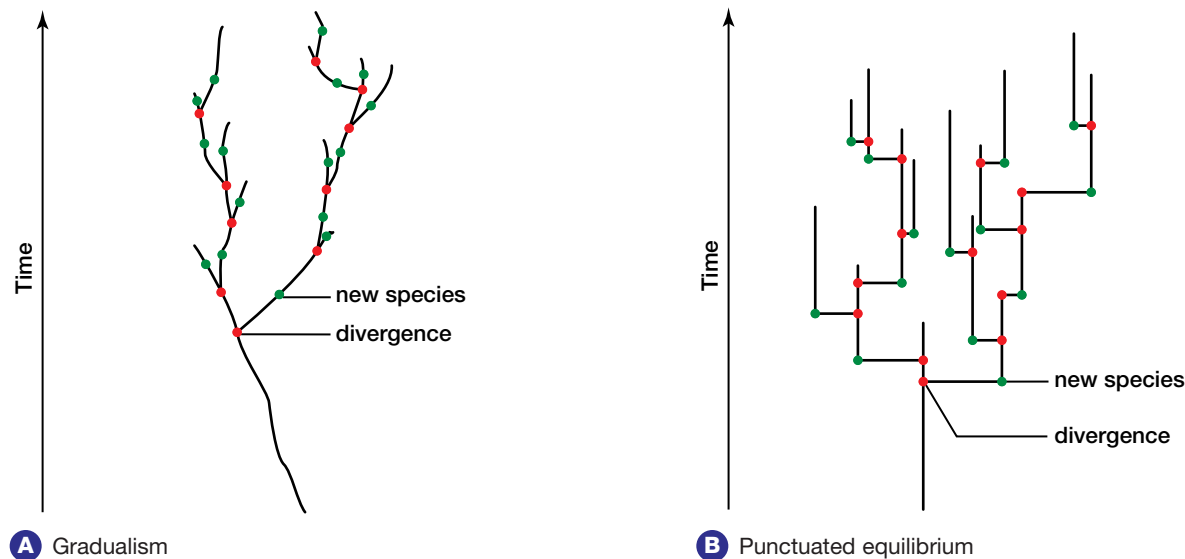 Time
new species
divergence
A Gradualism
Time
new species
divergence
B Punctuated equilibrium